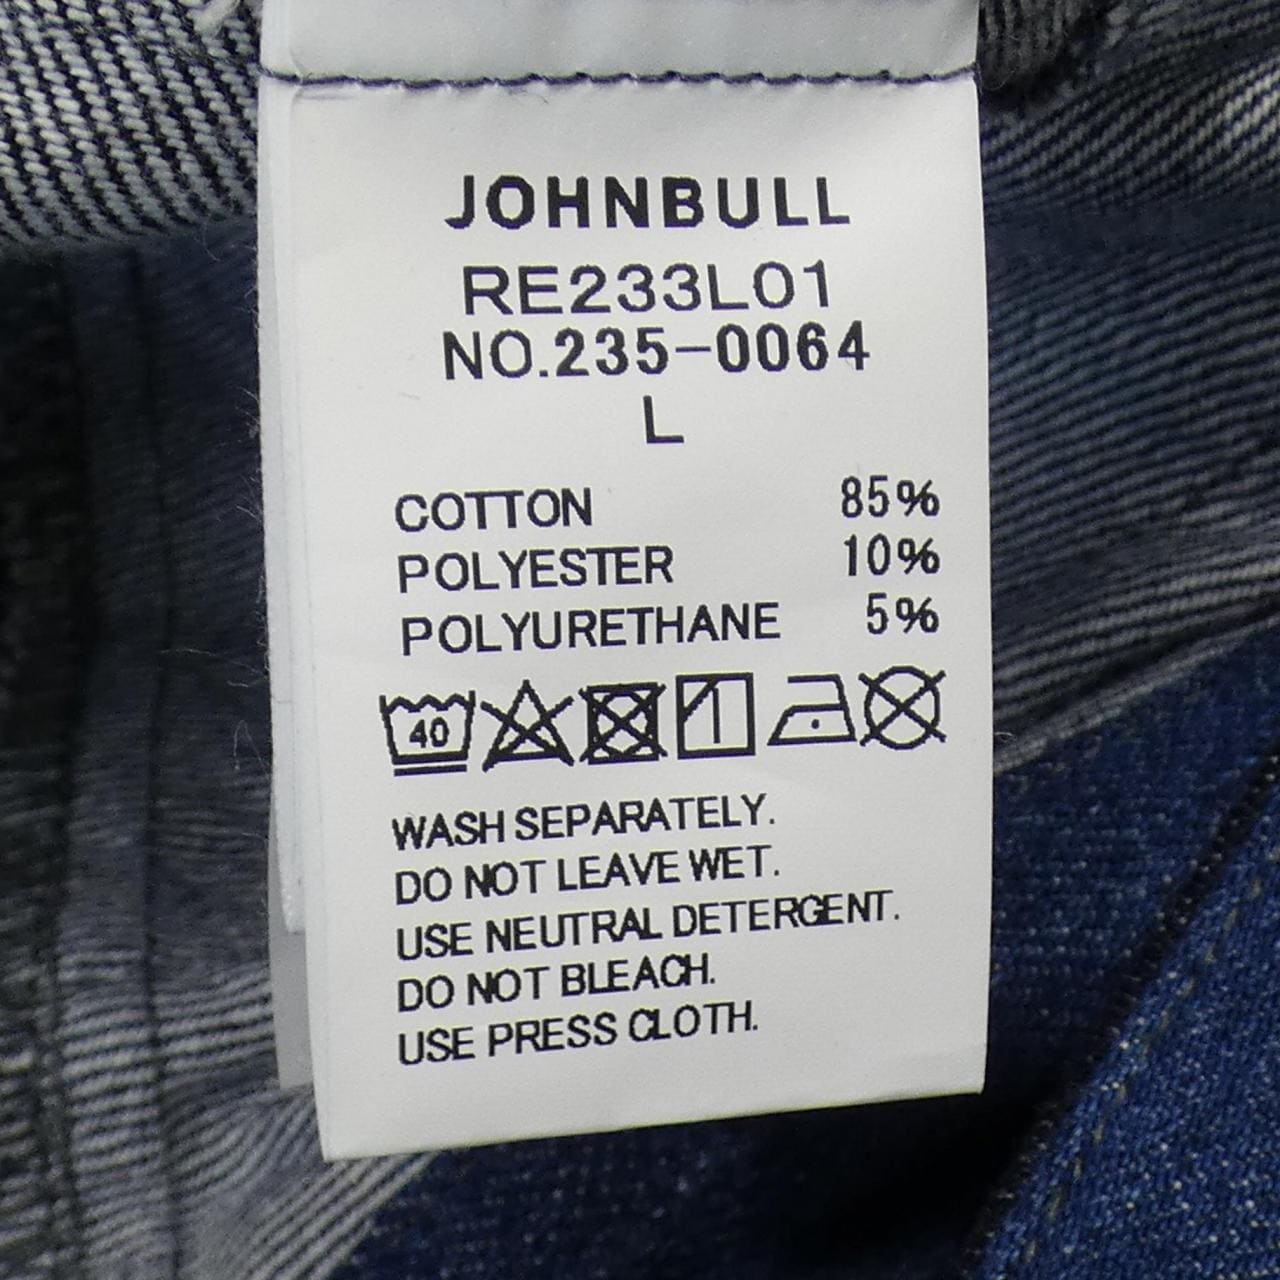 JOHNBULL
RE233L01
NO.235-0064
L
COTTON 85%
POLYESTER 10%
POLYURETHANE 5%
40
WASH SEPARATELY.
DO NOT LEAVE WET.
USE NEUTRAL DETERGENT.
DO NOT BLEACH.
USE PRESS CLOTH.